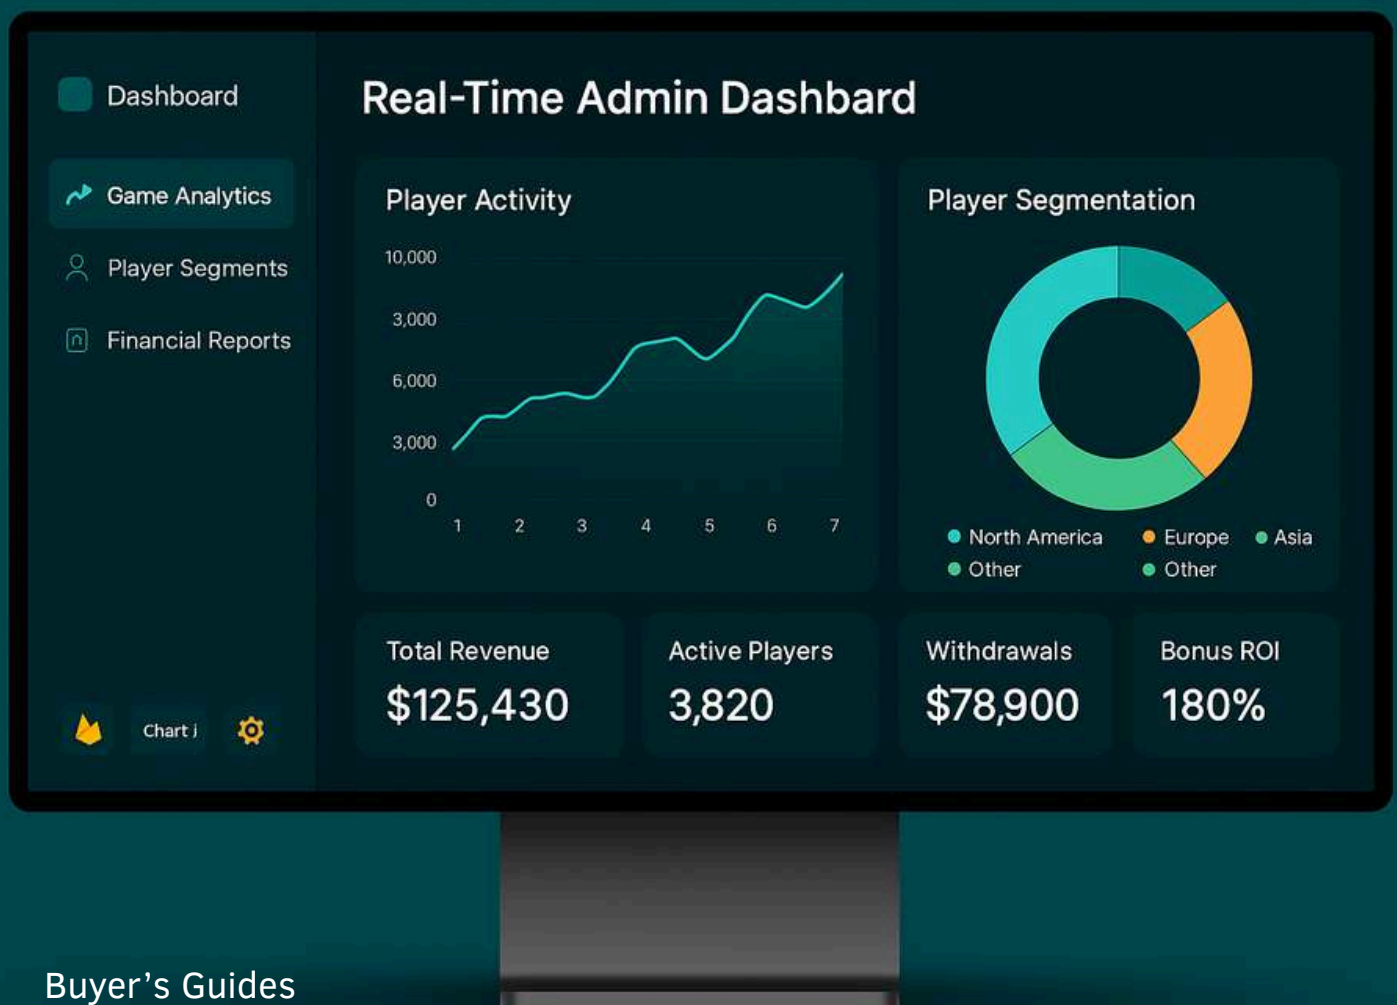 Dashboard
Game Analytics
Player Segments
Financial Reports
Chart j
Real-Time Admin Dashbard
Player Activity
10,000
3,000
6,000
3,000
0
1 2 3 4 5 6 7
Player Segmentation
North America Europe Asia
Other Other
Total Revenue
$125,430
Active Players
3,820
Withdrawals
$78,900
Bonus ROI
180%
Buyer’s Guides